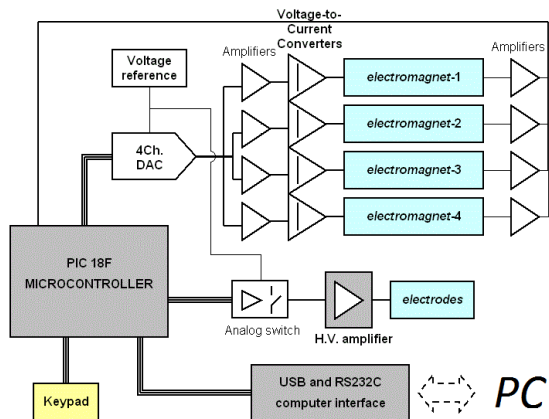 Voltage-to-
Current
Converters
Amplifiers
Amplifiers
Voltage
reference
electromagnet-1
electromagnet-2
4Ch.
DAC
electromagnet-3
electromagnet-4
PIC 18F
MICROCONTROLLER
electrodes
Analog switch
H.V. amplifier
USB and RS232C
computer interface
PC
Keypad